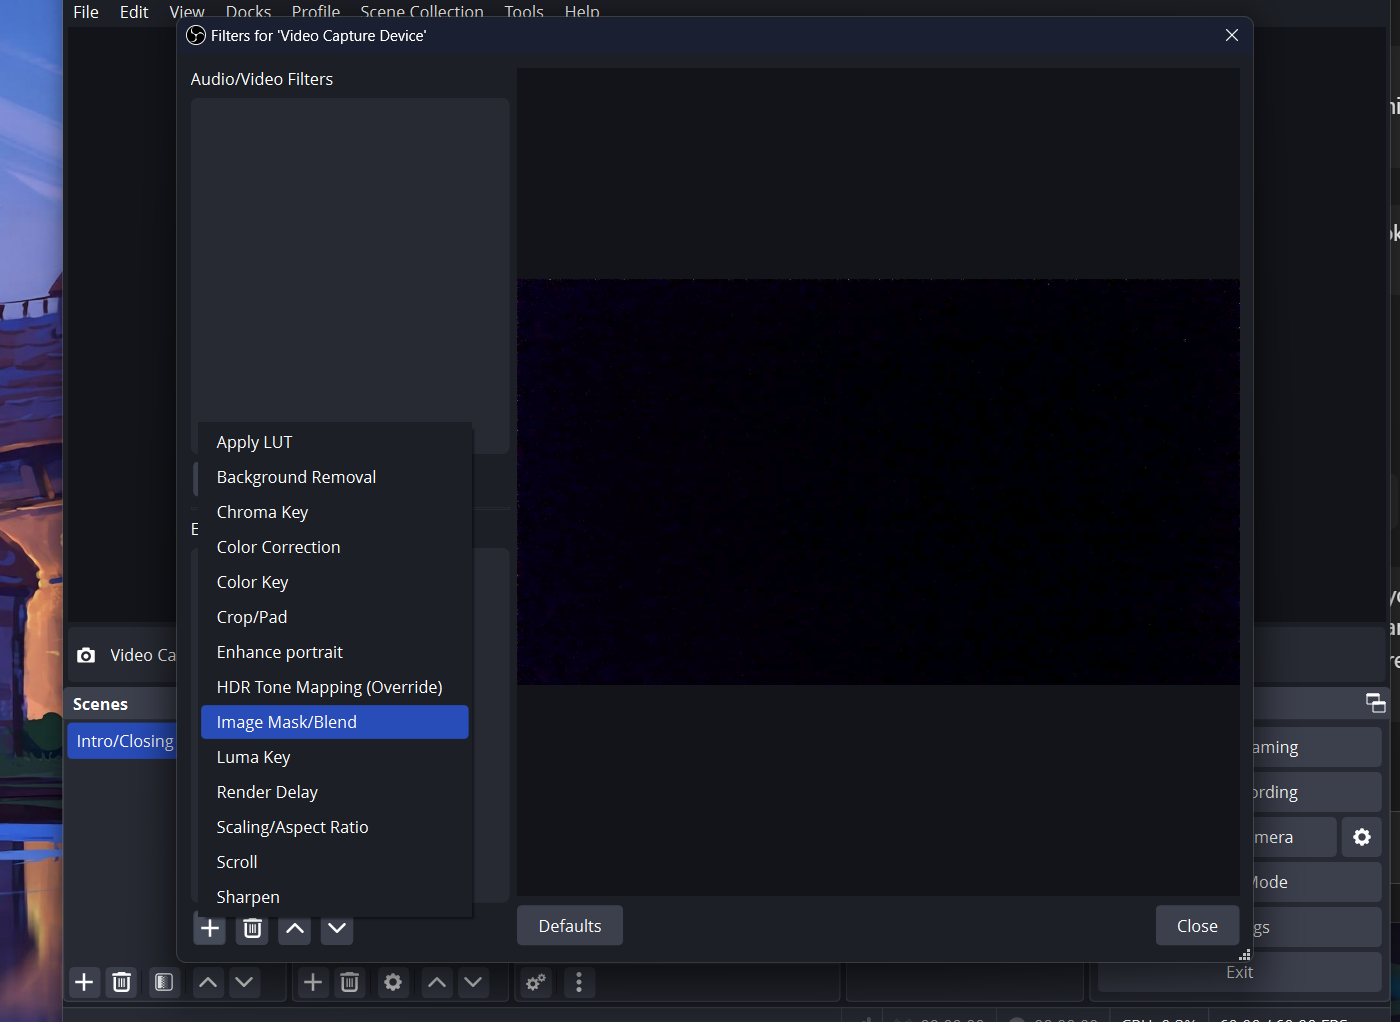 File Edit View Docks Profile Scene Collection Tools Help
Filters for 'Video Capture Device'
Audio/Video Filters
Apply LUT
Background Removal
Chroma Key
E
Color Correction
Color Key
Crop/Pad
Enhance portrait
Video Ca
HDR Tone Mapping (Override)
Scenes
Image Mask/Blend
Intro/Closing
aming
Luma Key
Render Delay
ording
Scaling/Aspect Ratio
mera
Scroll
Mode
Sharpen
Defaults
Close
gs
Exit